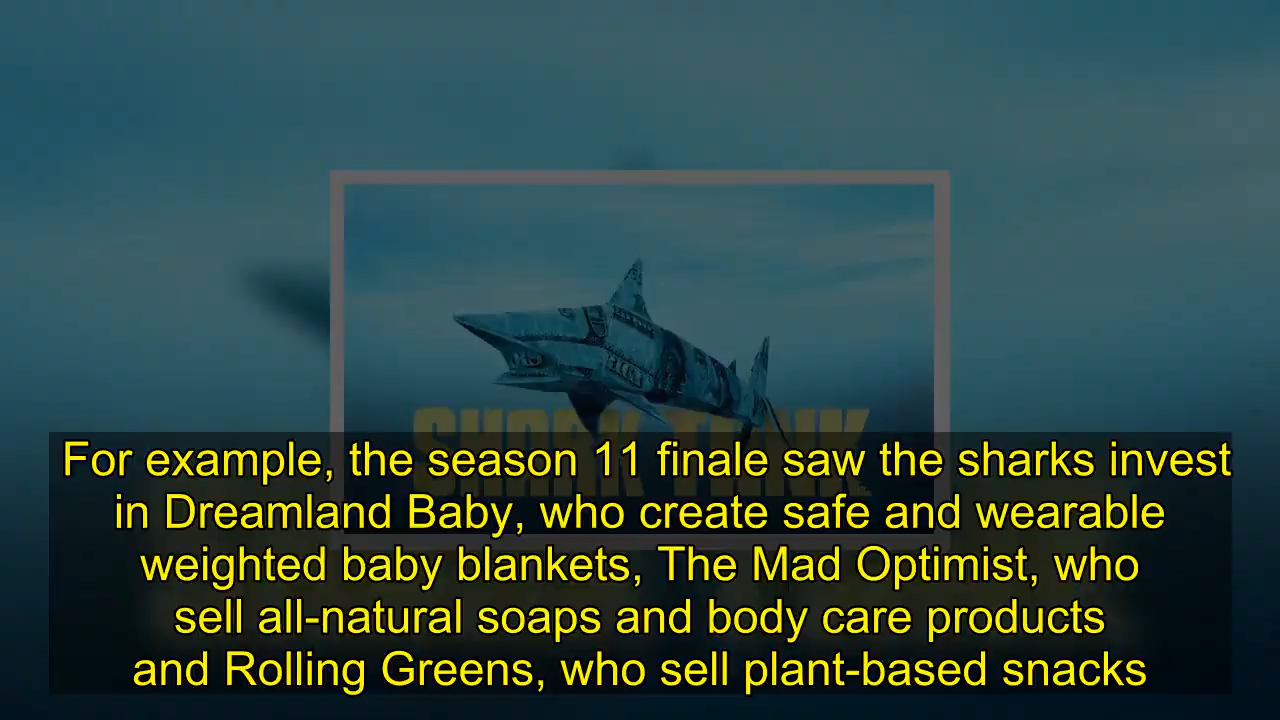 SHARK TANK
For example, the season 11 finale saw the sharks invest
in Dreamland Baby, who create safe and wearable
weighted baby blankets, The Mad Optimist, who
sell all-natural soaps and body care products
and Rolling Greens, who sell plant-based snacks